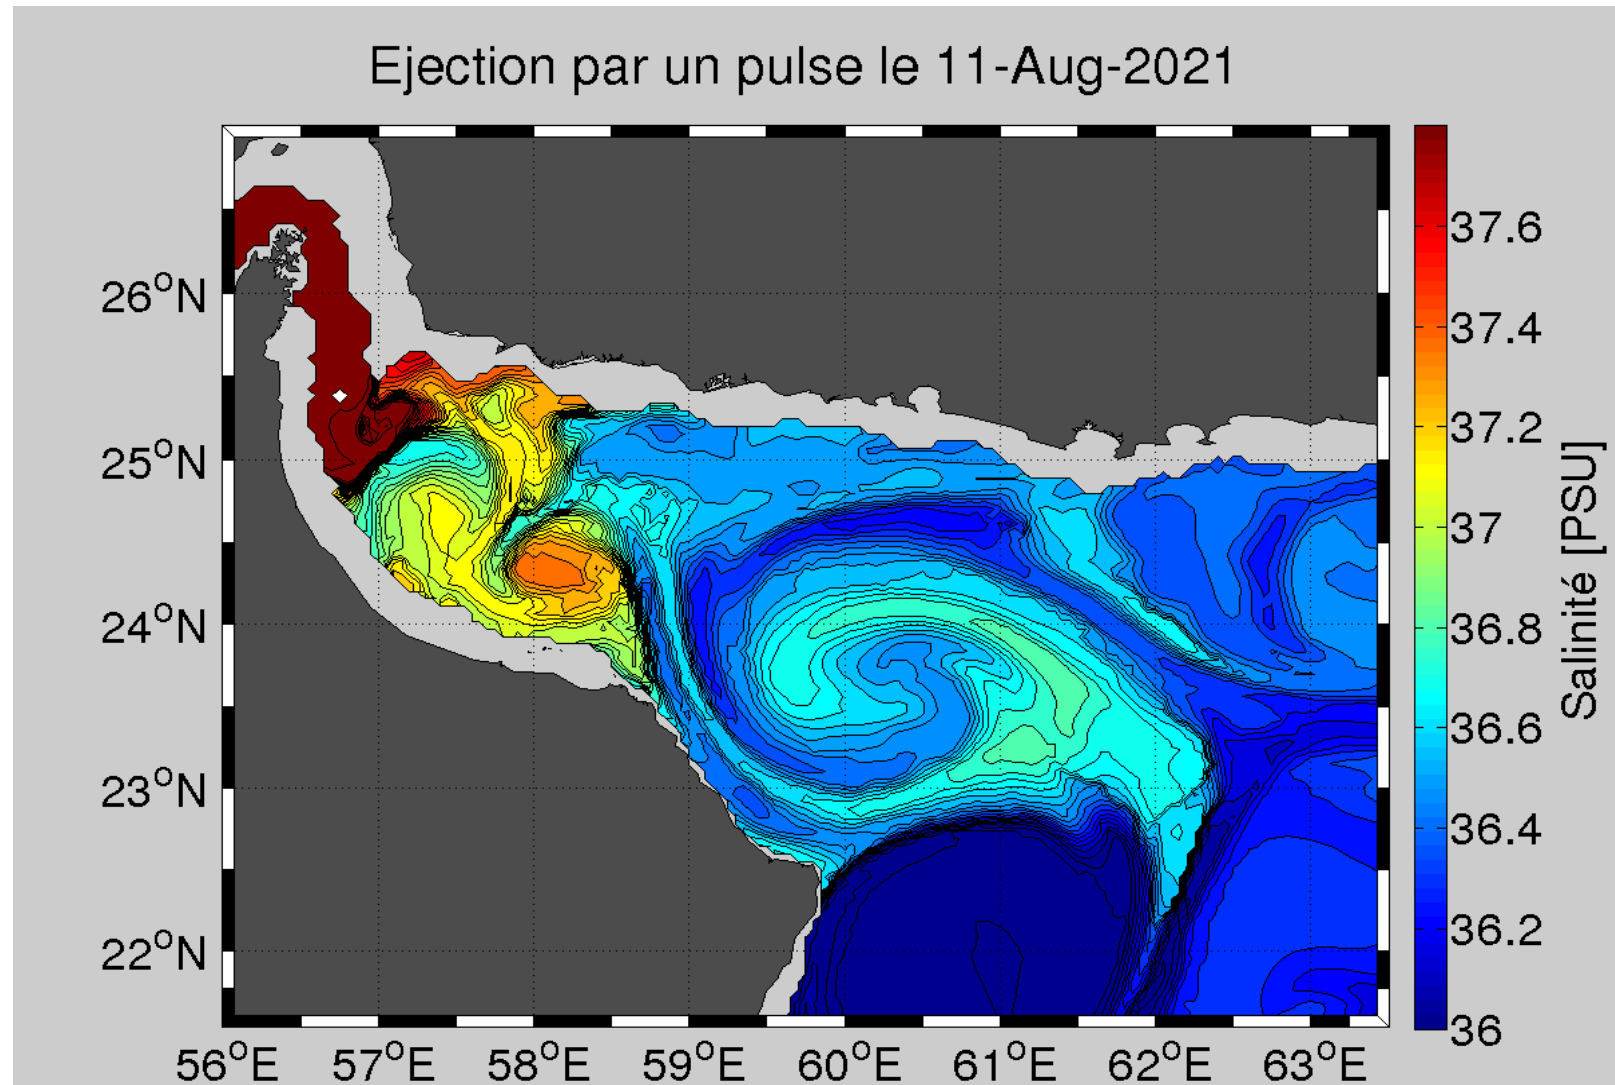 Ejection par un pulse le 11-Aug-2021
26°N
25°N
24°N
23°N
22°N
56°E 57°E 58°E 59°E 60°E 61°E 62°E 63°E
37.6
37.4
37.2
37
36.8
36.6
36.4
36.2
36
Salinité [PSU]